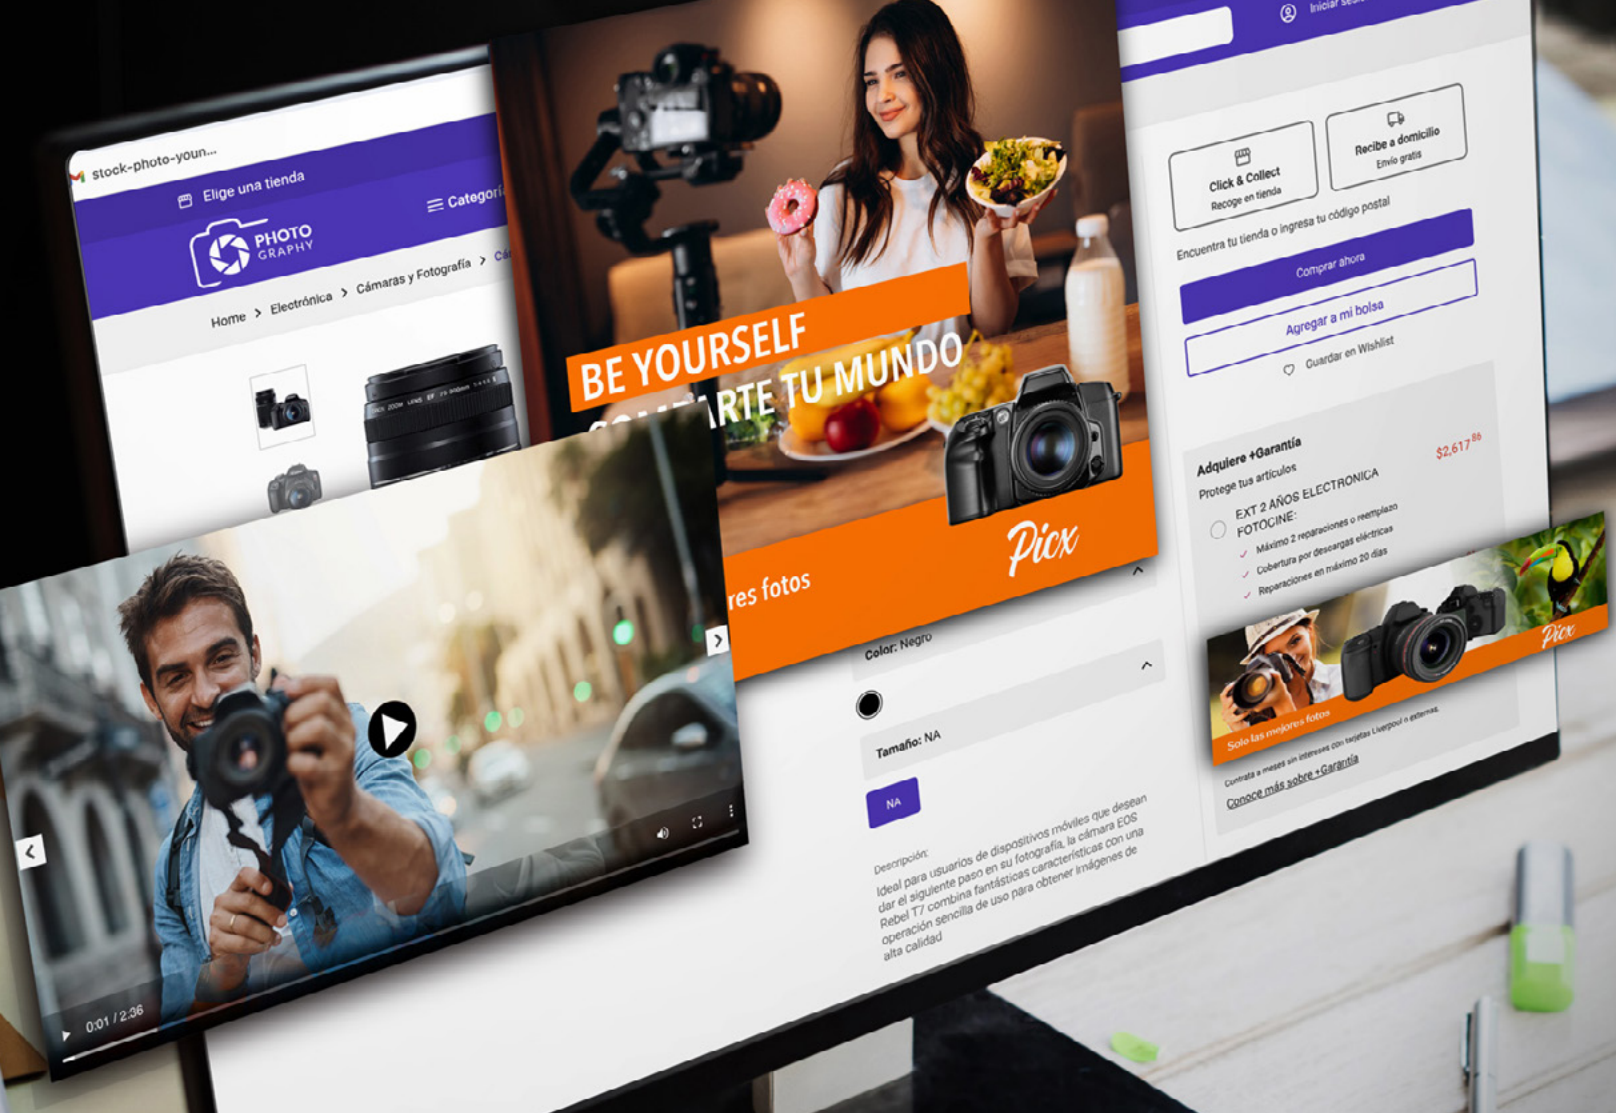 stock-photo-youn...
Elige una tienda
PHOTO
GRAPHY
Categorí
Iniciar
Home > Electrónica > Cámaras y Fotografía >
ZOOM LENS EF
BE YOURSELF
COMPARTE TU MUNDO
res fotos
Picx
0:01 / 2:36
Click & Collect
Recoge en tienda
Recibe a domicilio
Envío gratis
Encuentra tu tienda o ingresa tu código postal
Comprar ahora
Agregar a mi bolsa
Guardar en Wishlist
Adquiere +Garantía
Protege tus artículos
$2,617 86
EXT 2 AÑOS ELECTRONICA
FOTOCINE:
Máximo 2 reparaciones o reemplazo
Cobertura por descargas eléctricas
Reparaciones en máximo 20 días
Solo las mejores fotos
Picx
Contrata a meses sin intereses con tarjetas Liverpool o externas.
Conoce más sobre +Garantía
Color: Negro
Tamaño: NA
NA
Descripción:
Ideal para usuarios de dispositivos móviles que desean
dar el siguiente paso en su fotografía, la cámara EOS
Rebel T7 combina fantásticas características con una
operación sencilla de uso para obtener Imágenes de
alta calidad